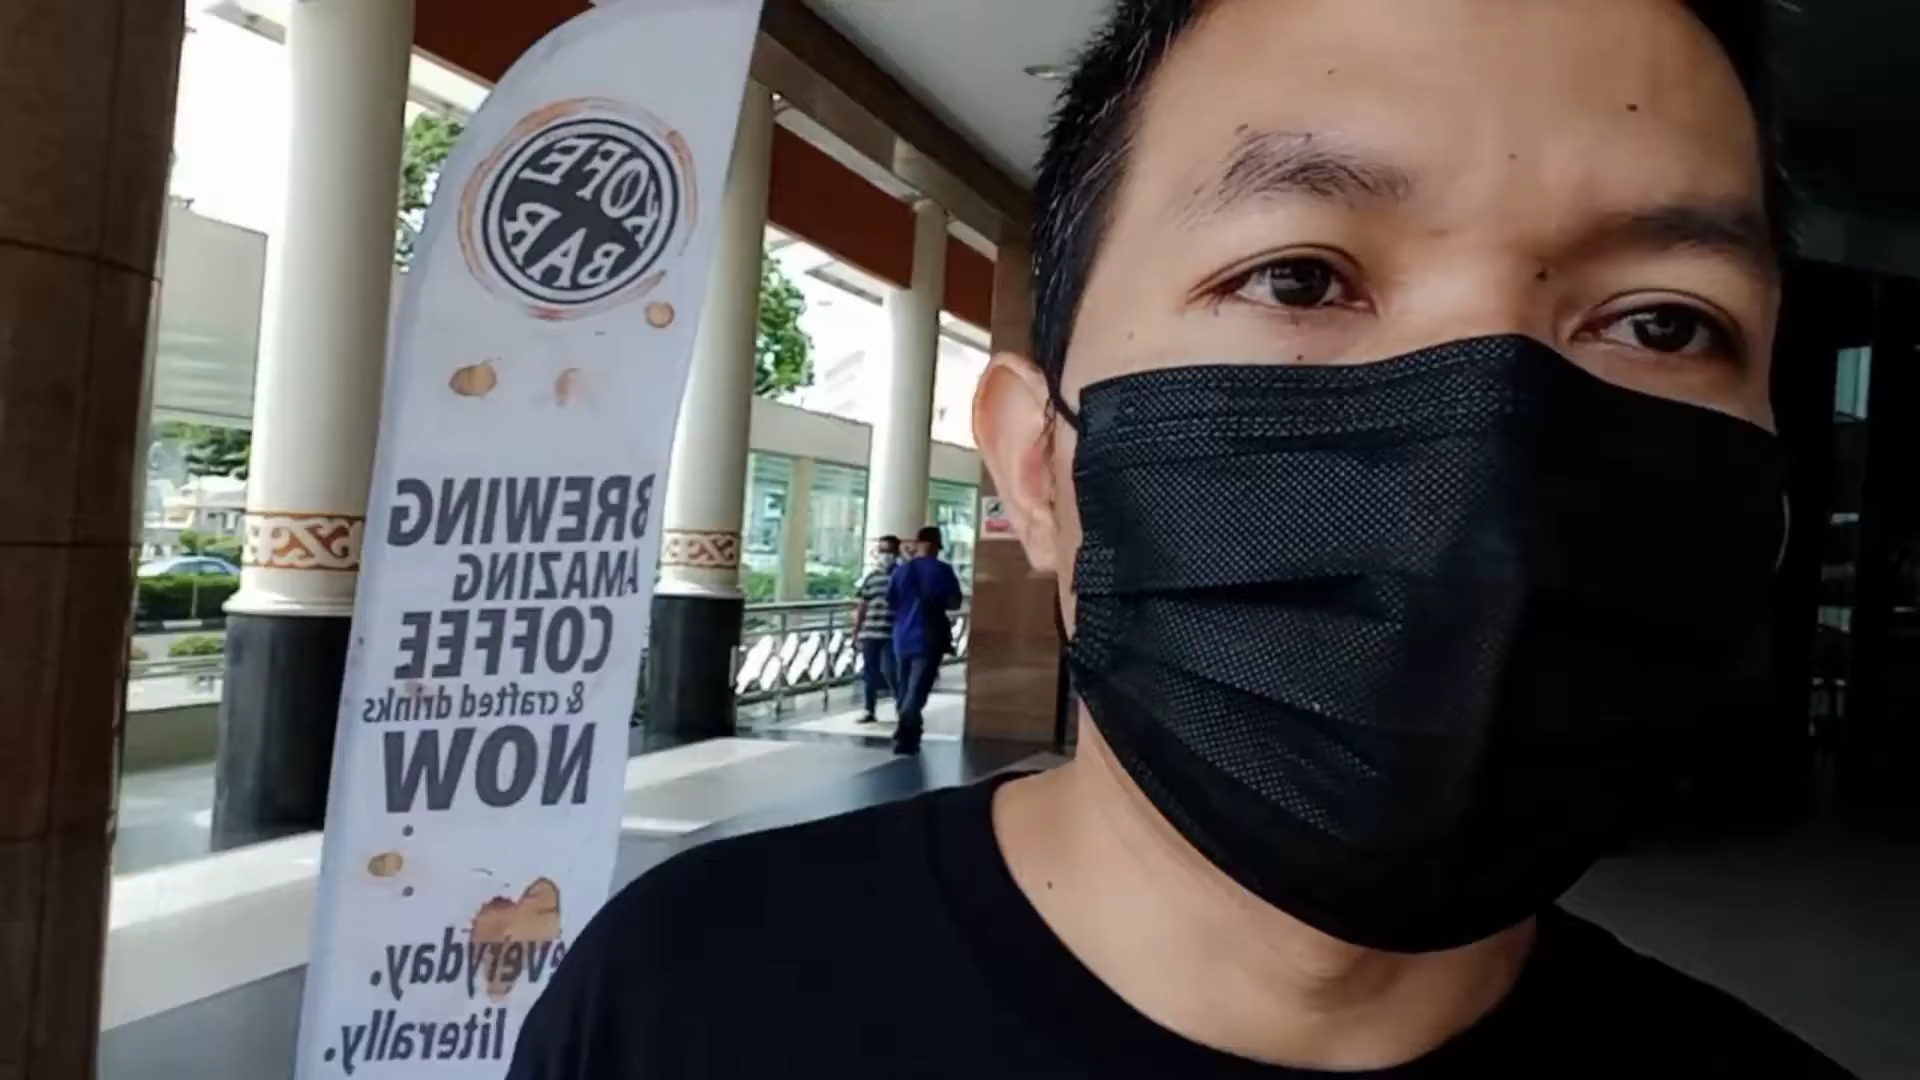 KOFE
BAR
BREWING
AMAZING
COFFEE
& crafted drinks
NOW
everyday.
literally.